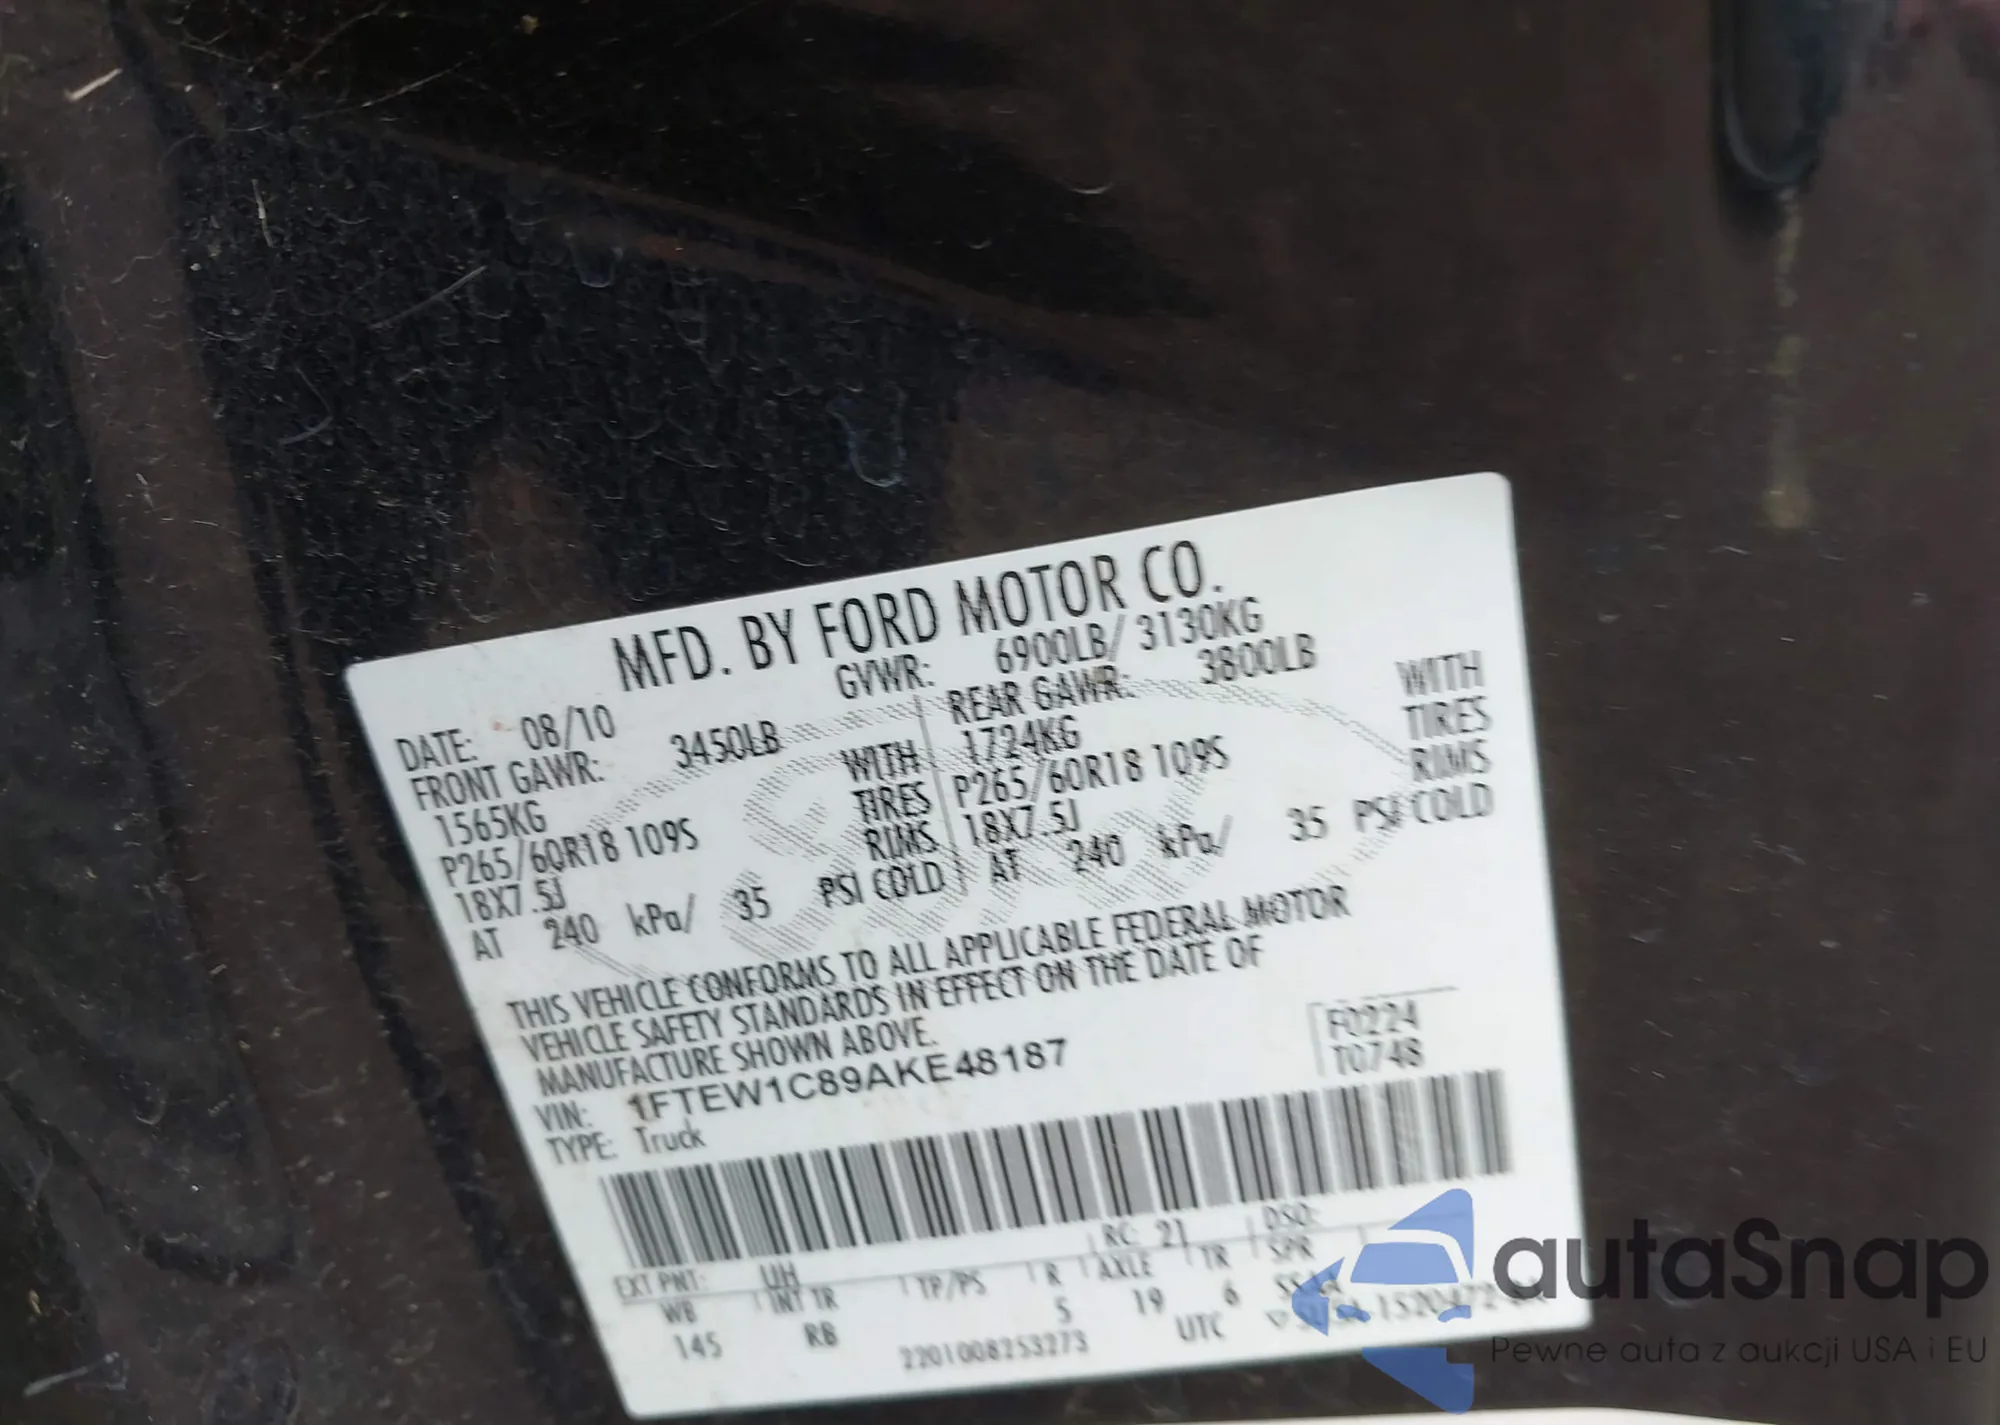 MFD. BY FORD MOTOR CO.
DATE: 08/10 GVWR: 6900LB/ 3130KG
FRONT GAWR: 3450LB REAR GAWR: 3800LB
1565KG WITH 1724KG WITH
P265/60R18 109S TIRES P265/60R18 109S TIRES
18X7.5J RIMS 18X7.5J RIMS
AT 240 kPa/ 35 PSI COLD AT 240 kPa/ 35 PSI COLD
THIS VEHICLE CONFORMS TO ALL APPLICABLE FEDERAL MOTOR
VEHICLE SAFETY STANDARDS IN EFFECT ON THE DATE OF
MANUFACTURE SHOWN ABOVE.
VIN: 1FTEW1C89AKE48187 F0224
TYPE: Truck T0748
EXT PNT: UH RC: 21 DSO:
WB INT TR TP/PS R AXLE TR SPR
145 RB 5 19 6
2201008253273 UTC
autaSnap
Pewne auta z aukcji USA i EU